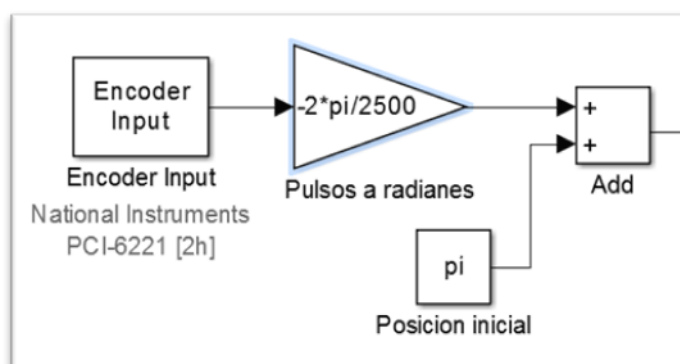 Encoder
Input
Encoder Input
National Instruments
PCI-6221 [2h]
-2*pi/2500
Pulsos a radianes
+
+
Add
pi
Posicion inicial